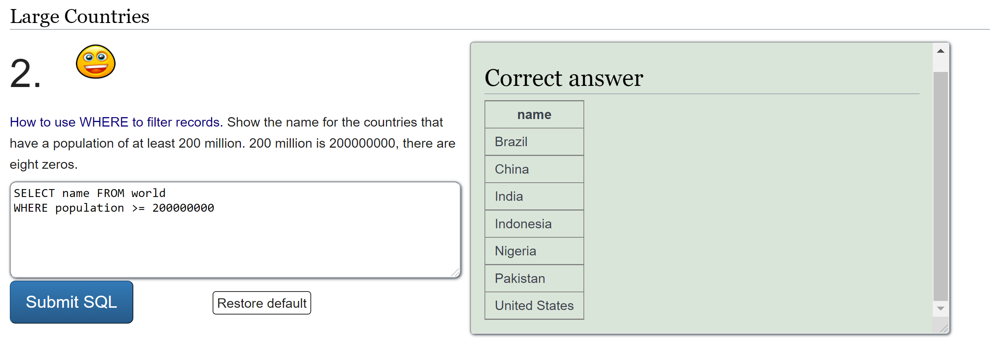 Large Countries
2.
How to use WHERE to filter records. Show the name for the countries that
have a population of at least 200 million. 200 million is 200000000, there are
eight zeros.
SELECT name FROM world
WHERE population >= 200000000
Submit SQL
Restore default
Correct answer
name
Brazil
China
India
Indonesia
Nigeria
Pakistan
United States